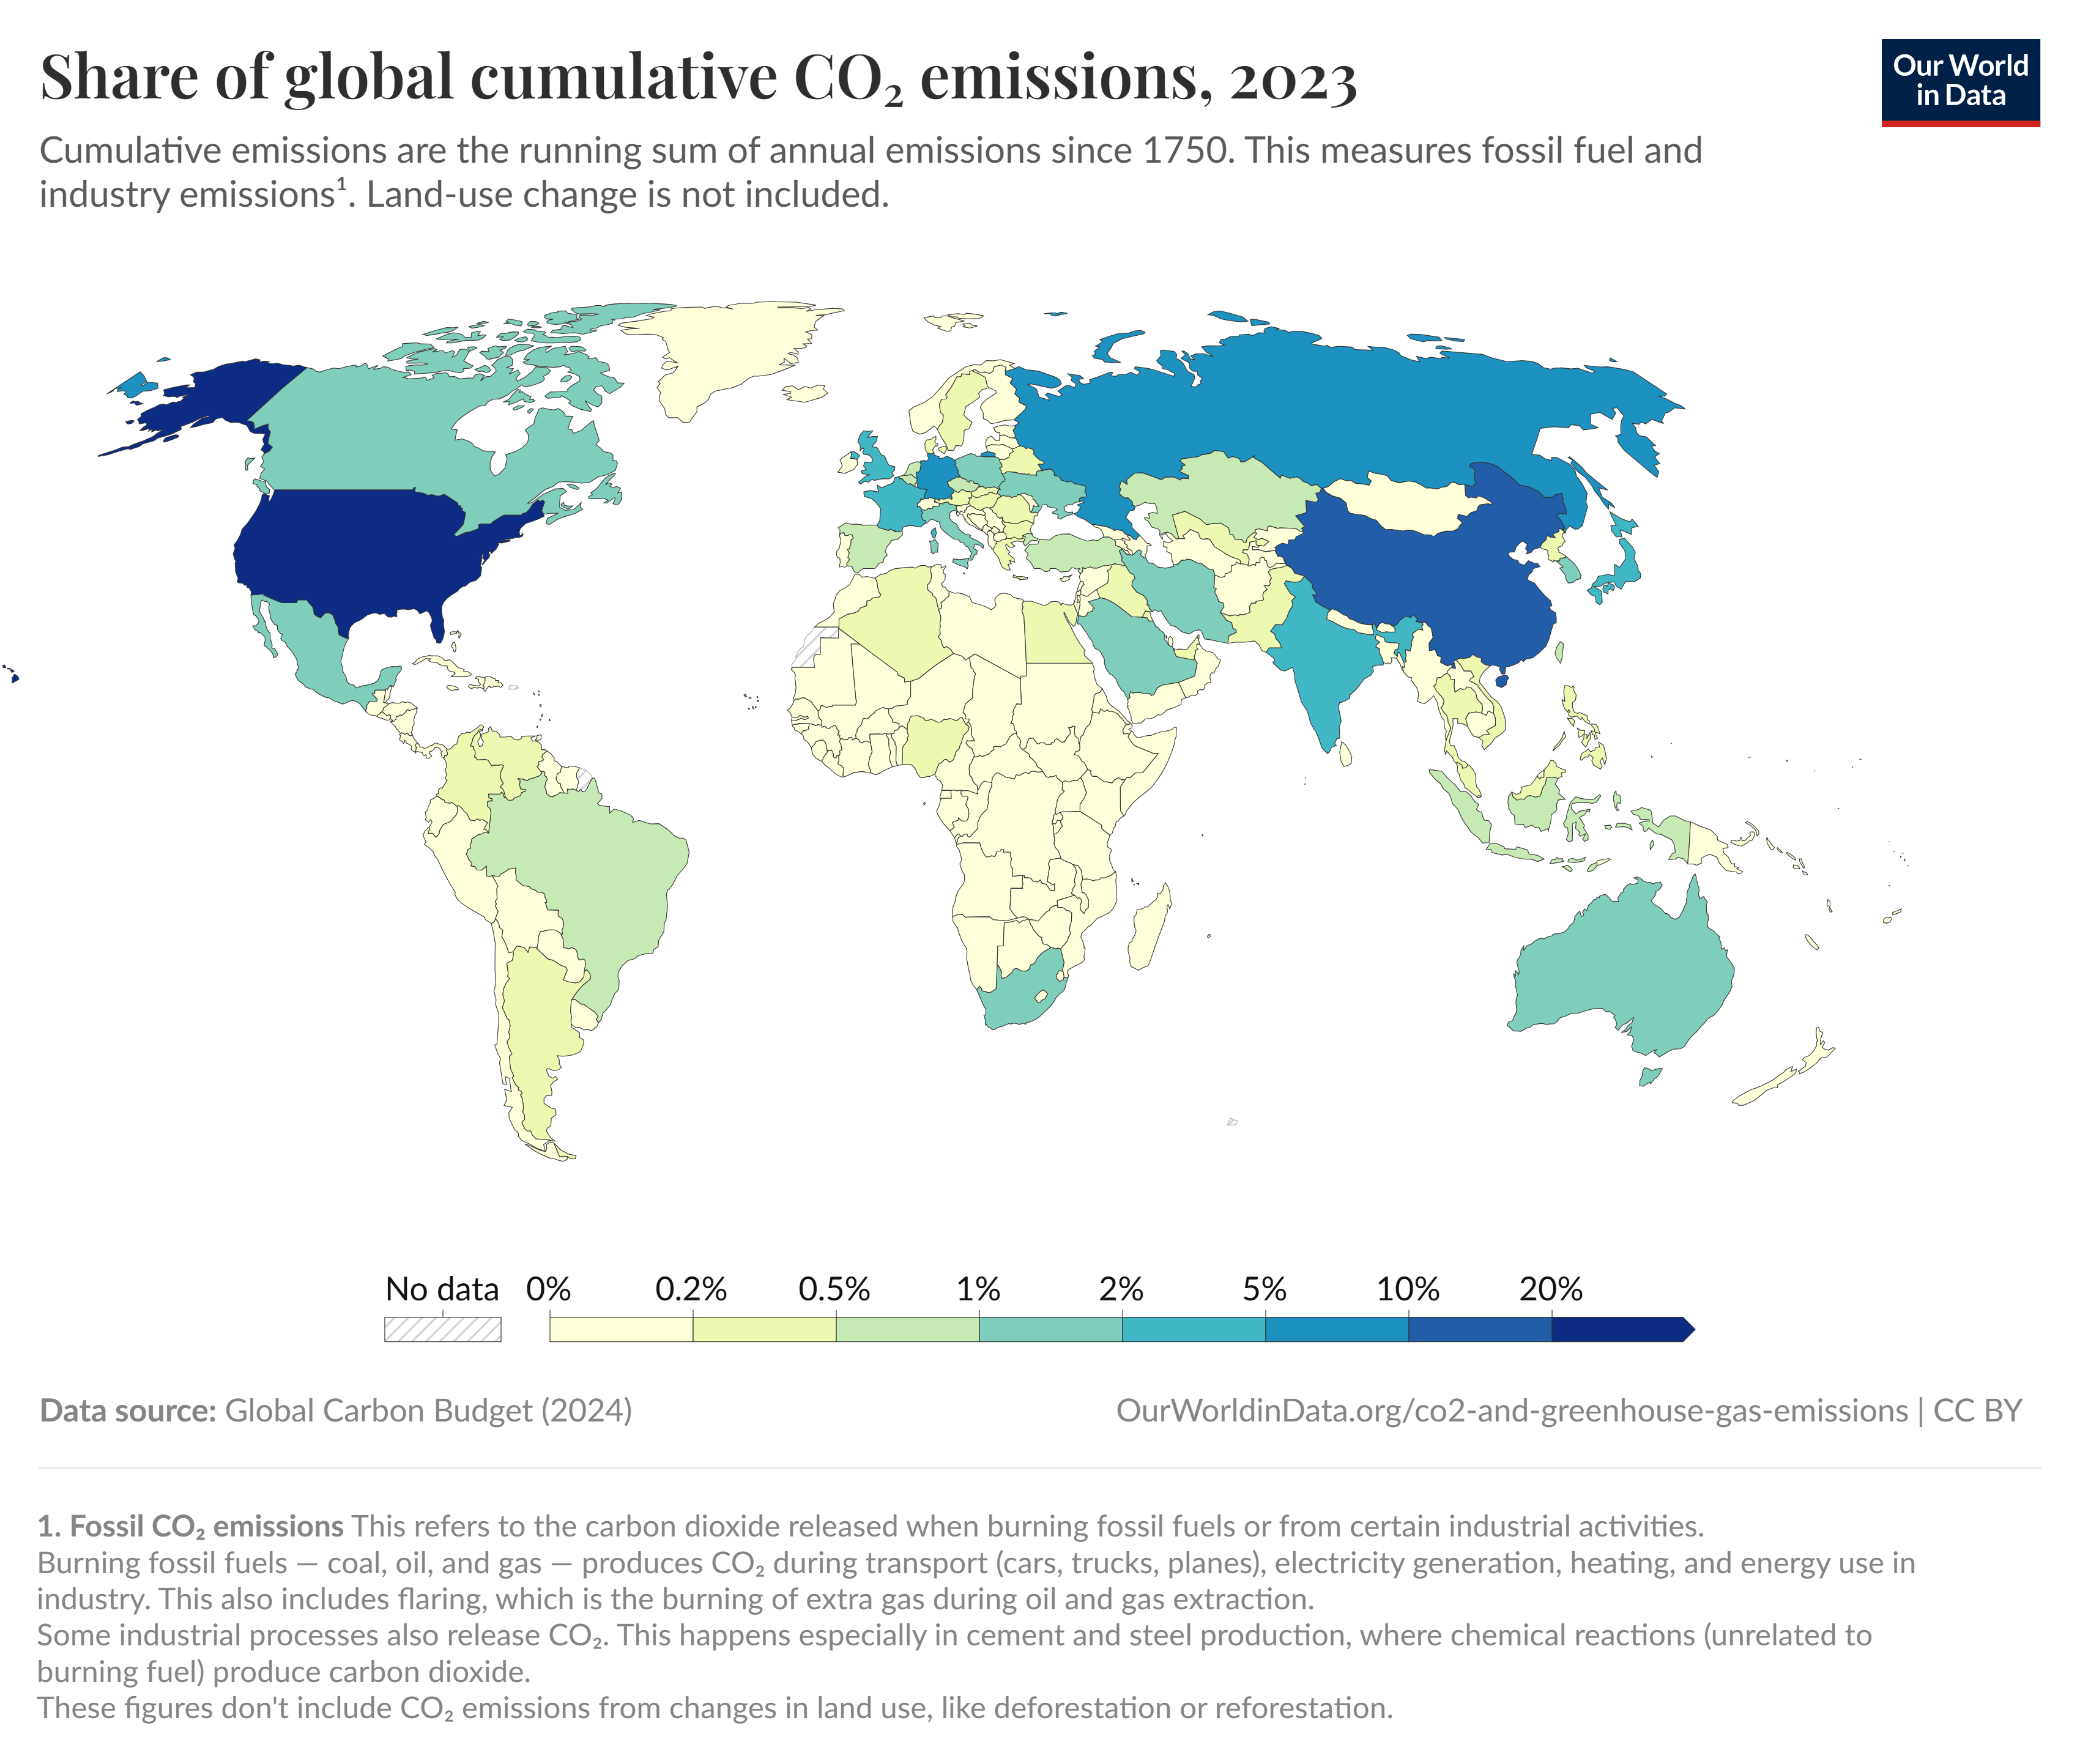 Share of global cumulative CO₂ emissions, 2023
Our World
in Data
Cumulative emissions are the running sum of annual emissions since 1750. This measures fossil fuel and
industry emissions¹. Land-use change is not included.
No data 0% 0.2% 0.5% 1% 2% 5% 10% 20%
Data source: Global Carbon Budget (2024)
OurWorldinData.org/co2-and-greenhouse-gas-emissions | CC BY
1. Fossil CO₂ emissions This refers to the carbon dioxide released when burning fossil fuels or from certain industrial activities.
Burning fossil fuels — coal, oil, and gas — produces CO₂ during transport (cars, trucks, planes), electricity generation, heating, and energy use in
industry. This also includes flaring, which is the burning of extra gas during oil and gas extraction.
Some industrial processes also release CO₂. This happens especially in cement and steel production, where chemical reactions (unrelated to
burning fuel) produce carbon dioxide.
These figures don't include CO₂ emissions from changes in land use, like deforestation or reforestation.